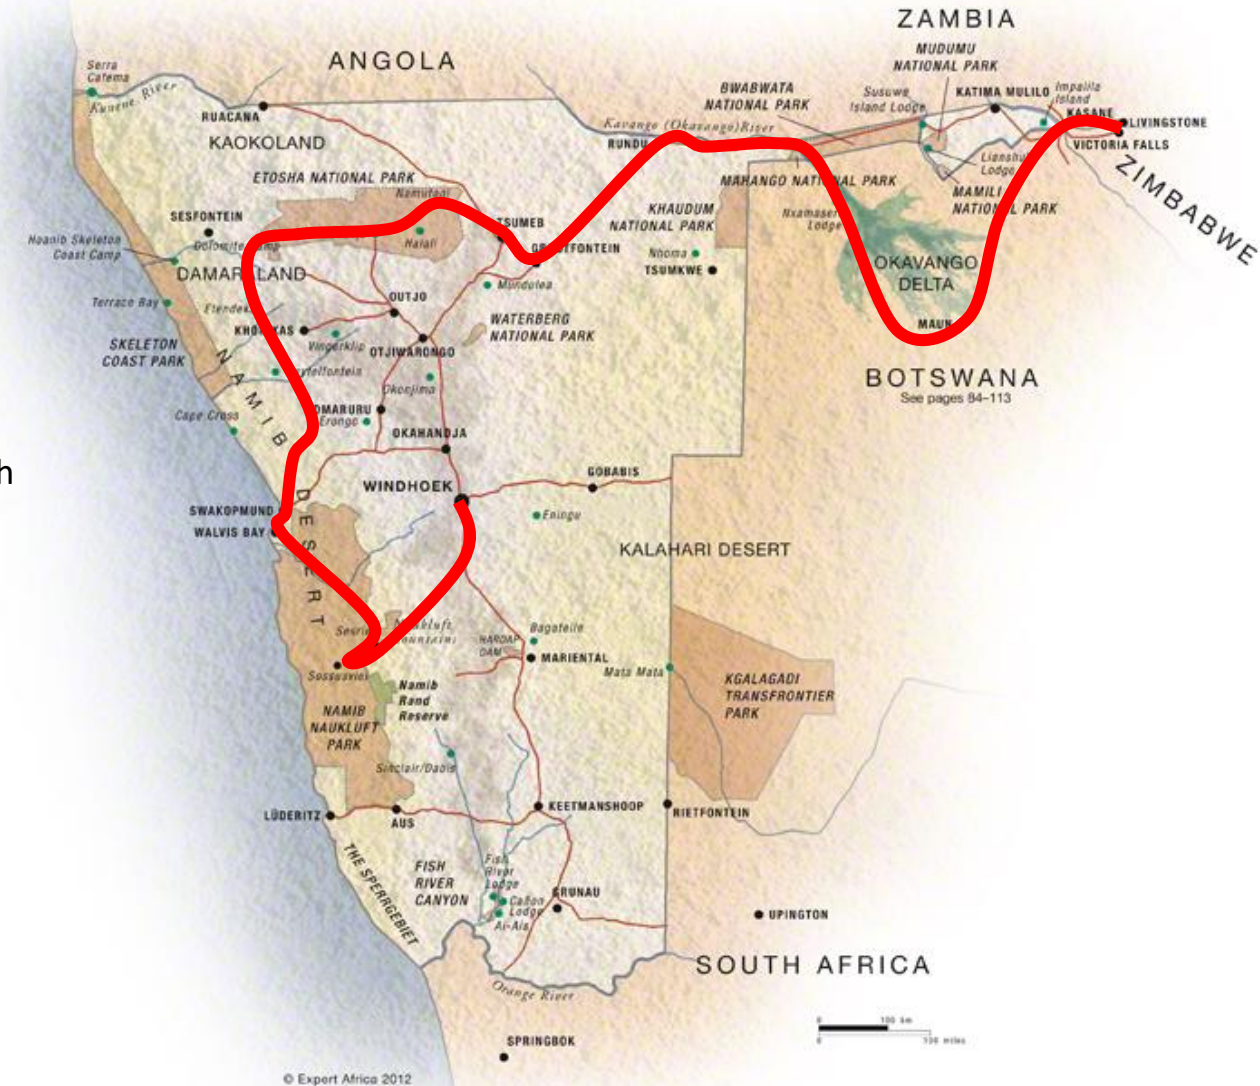 ZAMBIA
ANGOLA
MUDUMU
NATIONAL PARK
Serra
Cafema
Kunene River
BWABWATA
NATIONAL PARK
Susuwe
Island Lodge
KATIMA MULILO
Impalila
Island
KASANE
LIVINGSTONE
VICTORIA FALLS
RUACANA
KAOKOLAND
Kavango (Okavango) River
RUNDU
ZIMBABWE
ETOSHA NATIONAL PARK
Namutoni
MAHANGO NATIONAL PARK
Lodge
MAMILI
NATIONAL PARK
KHAUDUM
NATIONAL PARK
Nxamaseri
Lodge
SESFONTEIN
TSUMEB
Hoanib Skeleton
Coast Camp
Halali
Nhoma
TSUMKWE
OKAVANGO
DELTA
DAMARALAND
Mundulea
Terrace Bay
OUTJO
WATERBERG
NATIONAL PARK
MAUN
SKELETON
COAST PARK
Vingerklip
OTJIWARONGO
BOTSWANA
See pages 84–113
Okonjima
Cape Cross
OMARURU
Erongo
OKAHANDJA
NAMIB DESERT
h
WINDHOEK
GOBABIS
SWAKOPMUND
WALVIS BAY
Eningu
KALAHARI DESERT
Bagatelle
HARDAP
DAM
MARIENTAL
Mata Mata
Sossusvlei
KGALAGADI
TRANSFRONTIER
PARK
Namib
Rand
Reserve
NAMIB
NAUKLUFT
PARK
Sinclair/Dabis
LÜDERITZ
AUS
KEETMANSHOOP
RIETFONTEIN
THE SPERRGEBIET
FISH
RIVER
CANYON
Fish
River
Lodge
Cañon
Lodge
Ai-Ais
GRUNAU
UPINGTON
SOUTH AFRICA
Orange River
0 100 km
0 100 miles
SPRINGBOK
© Expert Africa 2012